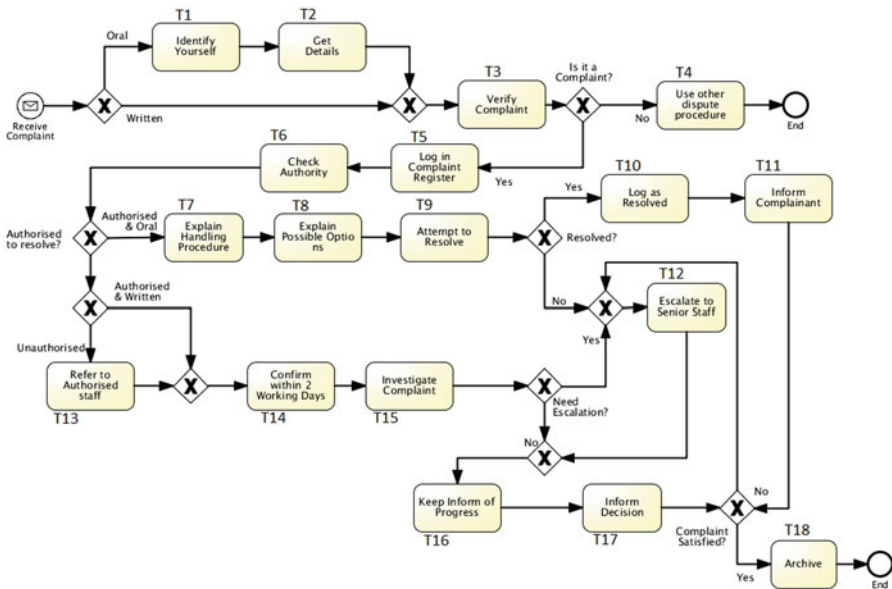 T1
T2
Oral
Identify
Yourself
Get
Details
Is it a
Complaint?
T3
T4
Verify
Complaint
Use other
dispute
procedure
Receive
Complaint
Written
No
End
T6
T5
Check
Authority
Log in
Complaint
Register
Yes
T10
T11
Yes
Log as
Resolved
Inform
Complainant
T7
T8
T9
Authorised
to resolve?
Authorised
& Oral
Explain
Handling
Procedure
Explain
Possible Optio
ns
Attempt to
Resolve
Resolved?
T12
Authorised
& Written
No
Escalate to
Senior Staff
Yes
Unauthorised
Refer to
Authorised
staff
Confirm
within 2
Working Days
Investigate
Complaint
Need
Escalation?
T13
T14
T15
No
Keep Inform of
Progress
Inform
Decision
No
T16
T17
Complaint
Satisfied?
T18
Yes
Archive
End